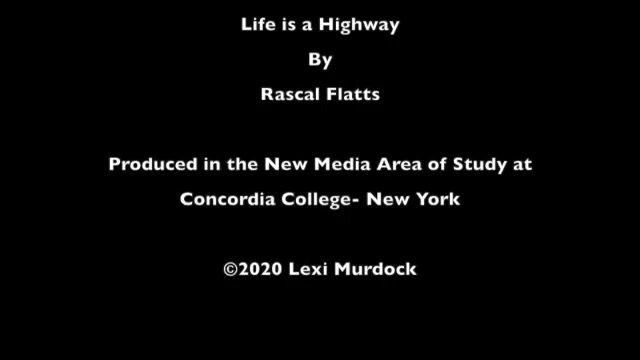 Life is a Highway
By
Rascal Flatts
Produced in the New Media Area of Study at
Concordia College- New York
©2020 Lexi Murdock